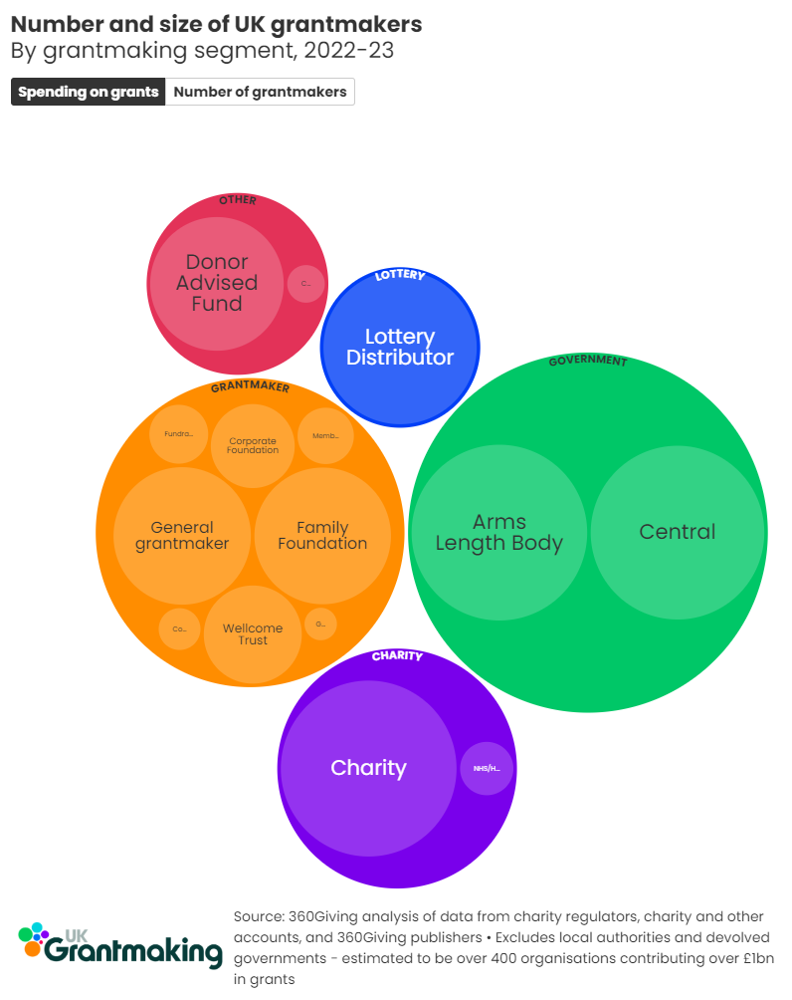 Number and size of UK grantmakers
By grantmaking segment, 2022-23
Spending on grants
Number of grantmakers
OTHER
Donor
Advised
Fund
C...
LOTTERY
Lottery
Distributor
GOVERNMENT
Arms
Length Body
Central
GRANTMAKER
Fundra...
Corporate
Foundation
Memb...
General
grantmaker
Family
Foundation
Co...
Wellcome
Trust
G...
CHARITY
Charity
NHS/H...
UK
Grantmaking
Source: 360Giving analysis of data from charity regulators, charity and other
accounts, and 360Giving publishers • Excludes local authorities and devolved
governments - estimated to be over 400 organisations contributing over £1bn
in grants